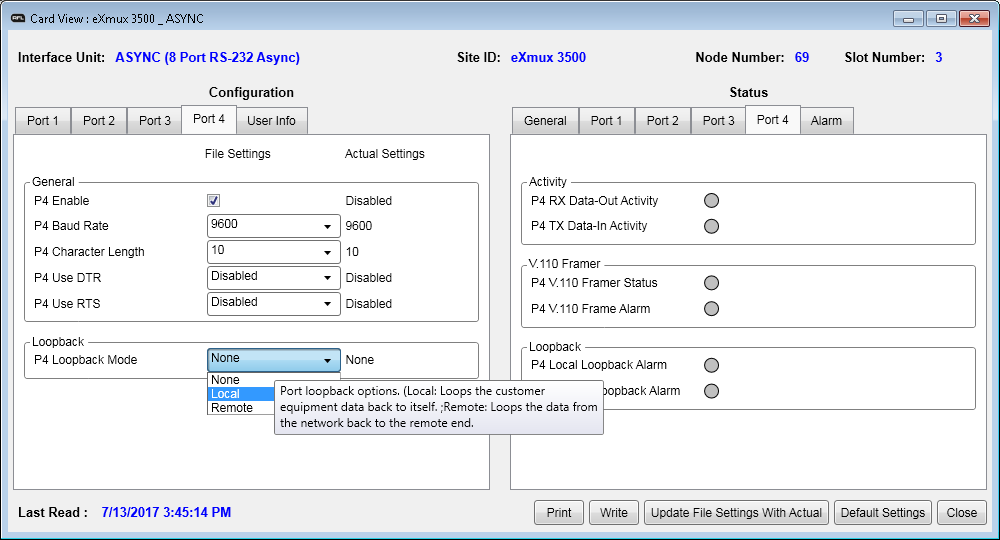 AFL Card View : eXmux 3500 _ ASYNC
Interface Unit: ASYNC (8 Port RS-232 Async) Site ID: eXmux 3500 Node Number: 69 Slot Number: 3
Configuration
Port 1 Port 2 Port 3 Port 4 User Info
File Settings Actual Settings
General
P4 Enable Disabled
P4 Baud Rate 9600 9600
P4 Character Length 10 10
P4 Use DTR Disabled Disabled
P4 Use RTS Disabled Disabled
Loopback
P4 Loopback Mode None None
None
Local
Remote
Port loopback options. (Local: Loops the customer
equipment data back to itself. ;Remote: Loops the data from
the network back to the remote end.
Status
General Port 1 Port 2 Port 3 Port 4 Alarm
Activity
P4 RX Data-Out Activity
P4 TX Data-In Activity
V.110 Framer
P4 V.110 Framer Status
P4 V.110 Frame Alarm
Loopback
P4 Local Loopback Alarm
opback Alarm
Last Read : 7/13/2017 3:45:14 PM
Print Write Update File Settings With Actual Default Settings Close